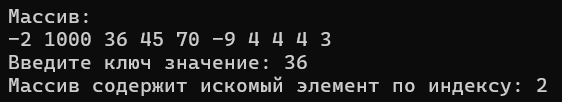 Массив:
-2 1000 36 45 70 -9 4 4 4 3
Введите ключ значение: 36
Массив содержит искомый элемент по индексу: 2